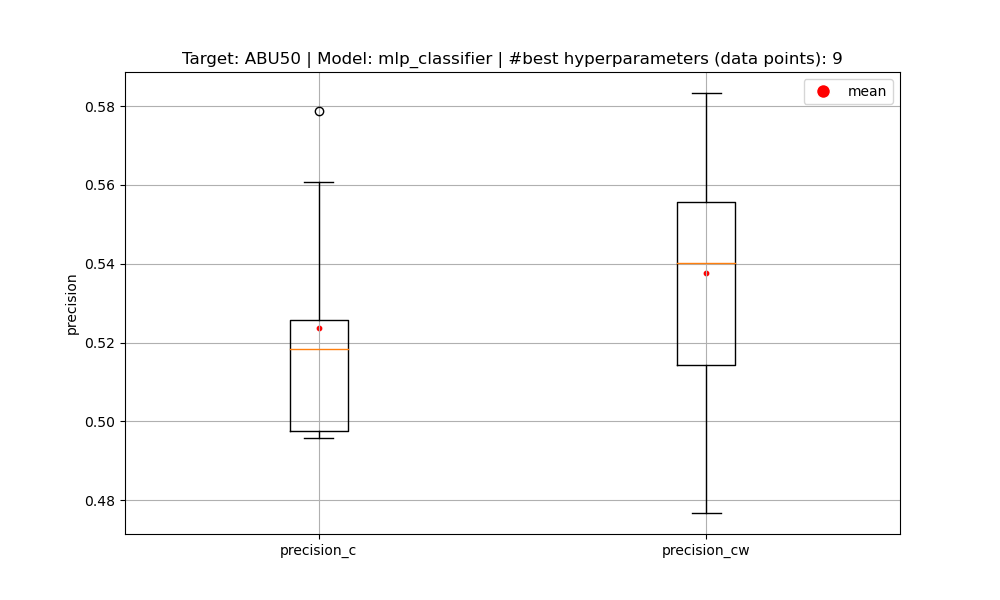 Target: ABU50 | Model: mlp_classifier | #best hyperparameters (data points): 9
mean
0.58
0.56
0.54
0.52
0.50
0.48
precision
precision_c
precision_cw